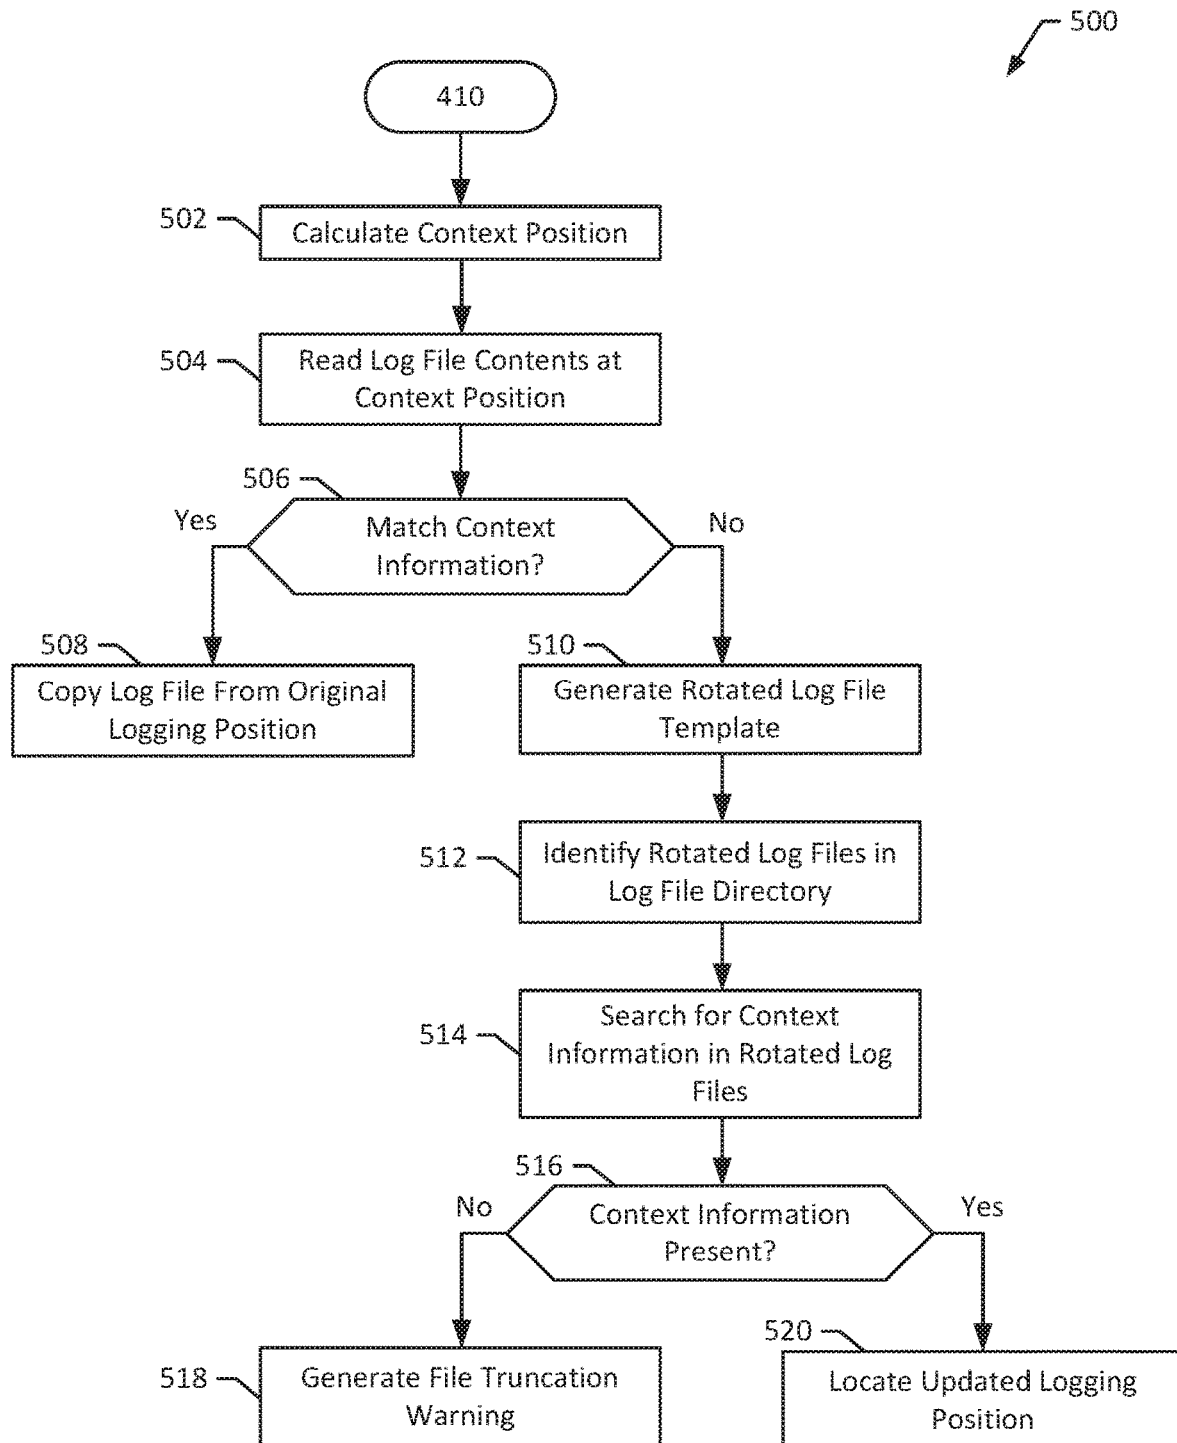 500
410
502
Calculate Context Position
504
Read Log File Contents at
Context Position
506
Yes
Match Context
Information?
No
508
Copy Log File From Original
Logging Position
510
Generate Rotated Log File
Template
512
Identify Rotated Log Files in
Log File Directory
514
Search for Context
Information in Rotated Log
Files
516
No
Context Information
Present?
Yes
518
Generate File Truncation
Warning
520
Locate Updated Logging
Position